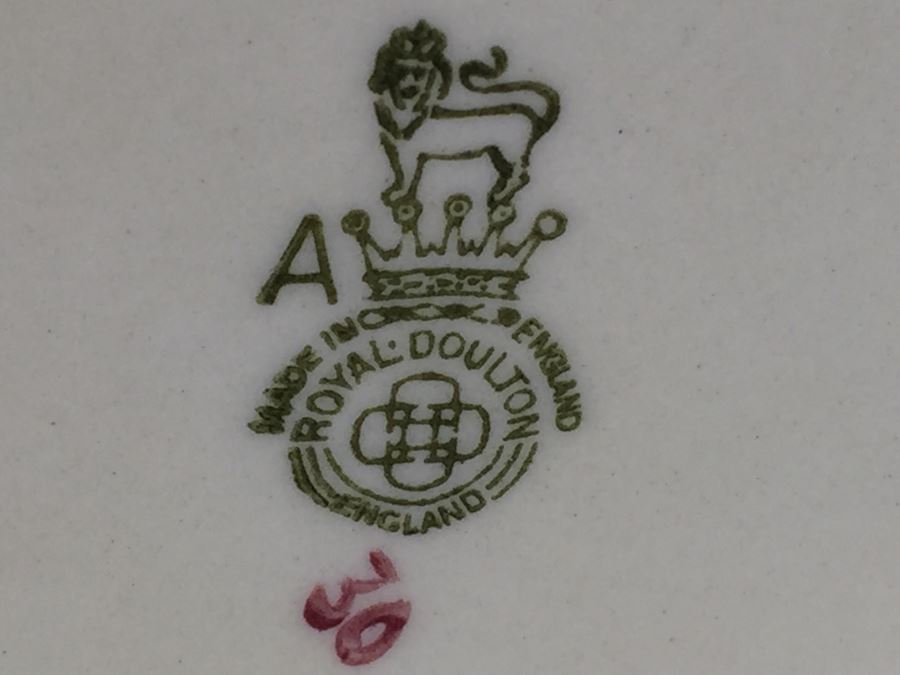 A
MADE IN ENGLAND
ROYAL·DOULTON
ENGLAND
30